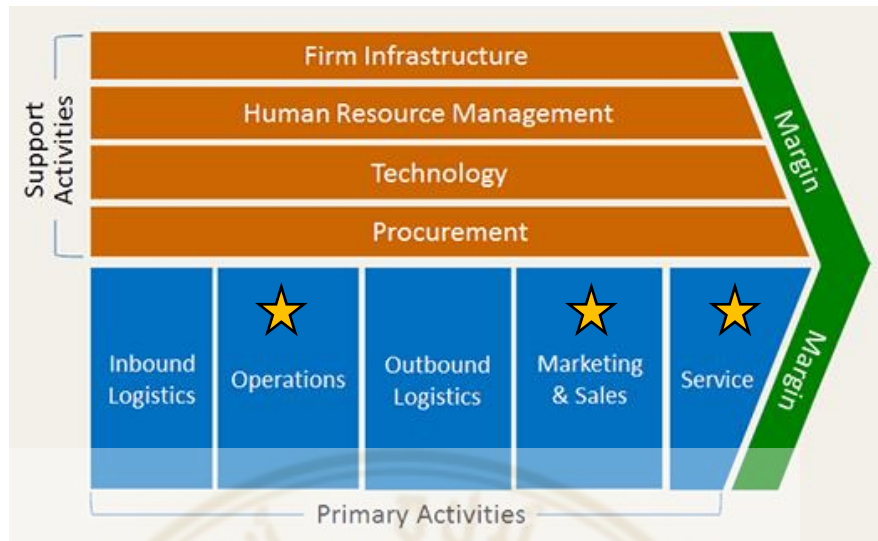 Support
Activities
Firm Infrastructure
Human Resource Management
Technology
Procurement
Margin
Inbound
Logistics
Operations
Outbound
Logistics
Marketing
& Sales
Service
Margin
Primary Activities